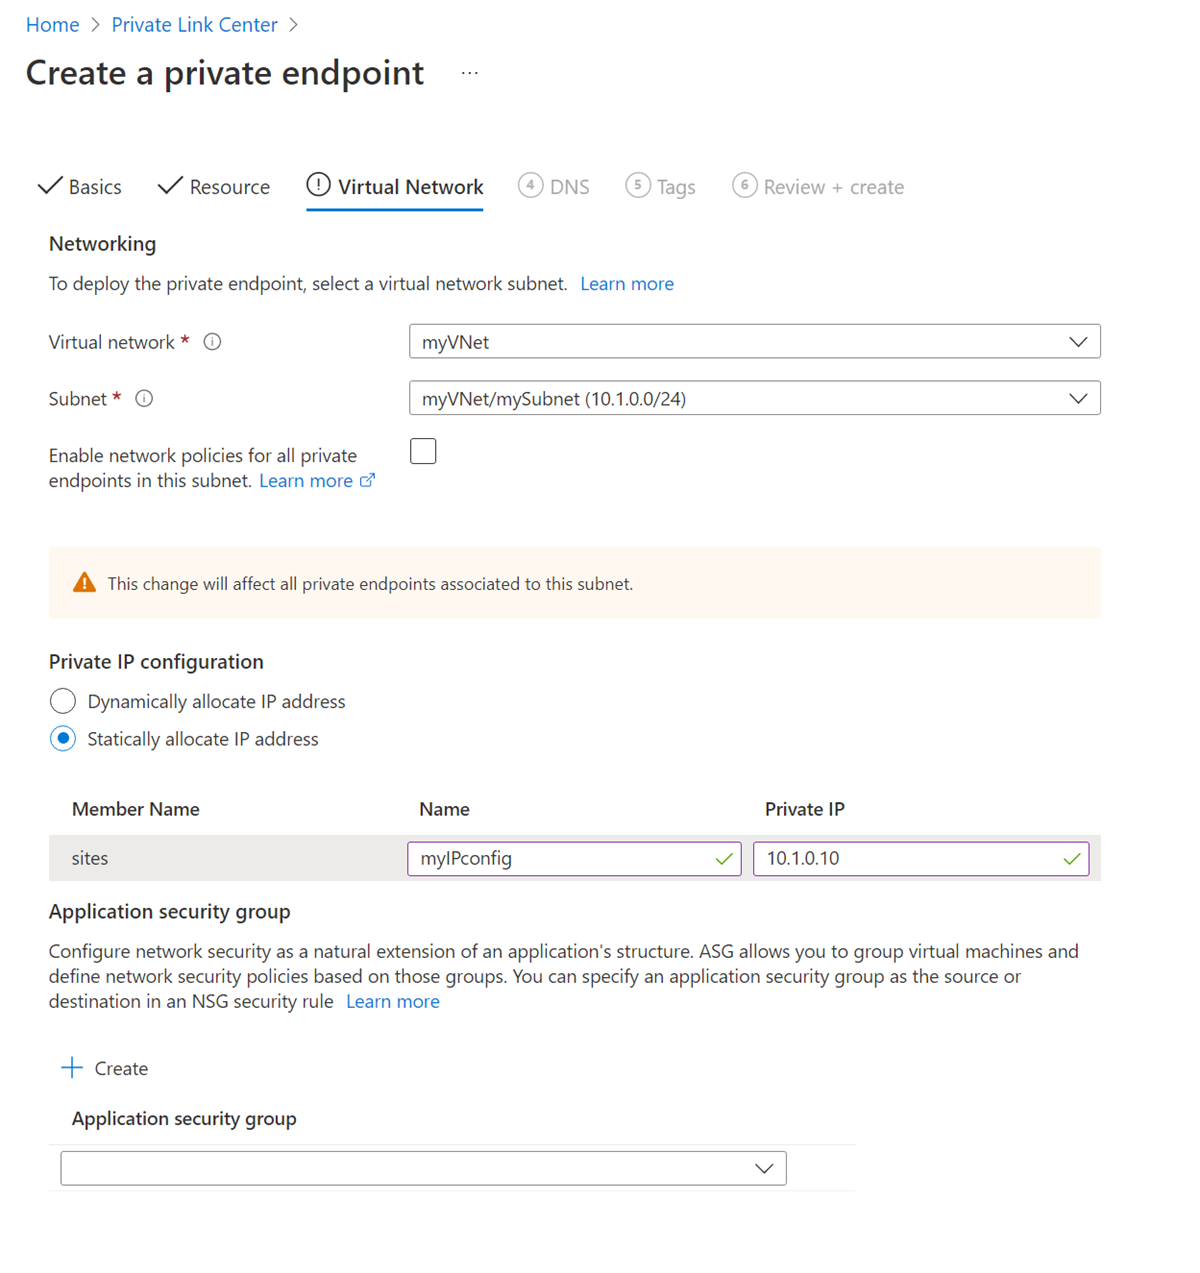 Home > Private Link Center >
Create a private endpoint ...
Basics Resource ! Virtual Network 4 DNS 5 Tags 6 Review + create
Networking
To deploy the private endpoint, select a virtual network subnet. Learn more
Virtual network * i myVNet
Subnet * i myVNet/mySubnet (10.1.0.0/24)
Enable network policies for all private
endpoints in this subnet. Learn more
This change will affect all private endpoints associated to this subnet.
Private IP configuration
Dynamically allocate IP address
Statically allocate IP address
Member Name Name Private IP
sites myIPconfig 10.1.0.10
Application security group
Configure network security as a natural extension of an application's structure. ASG allows you to group virtual machines and
define network security policies based on those groups. You can specify an application security group as the source or
destination in an NSG security rule Learn more
+ Create
Application security group